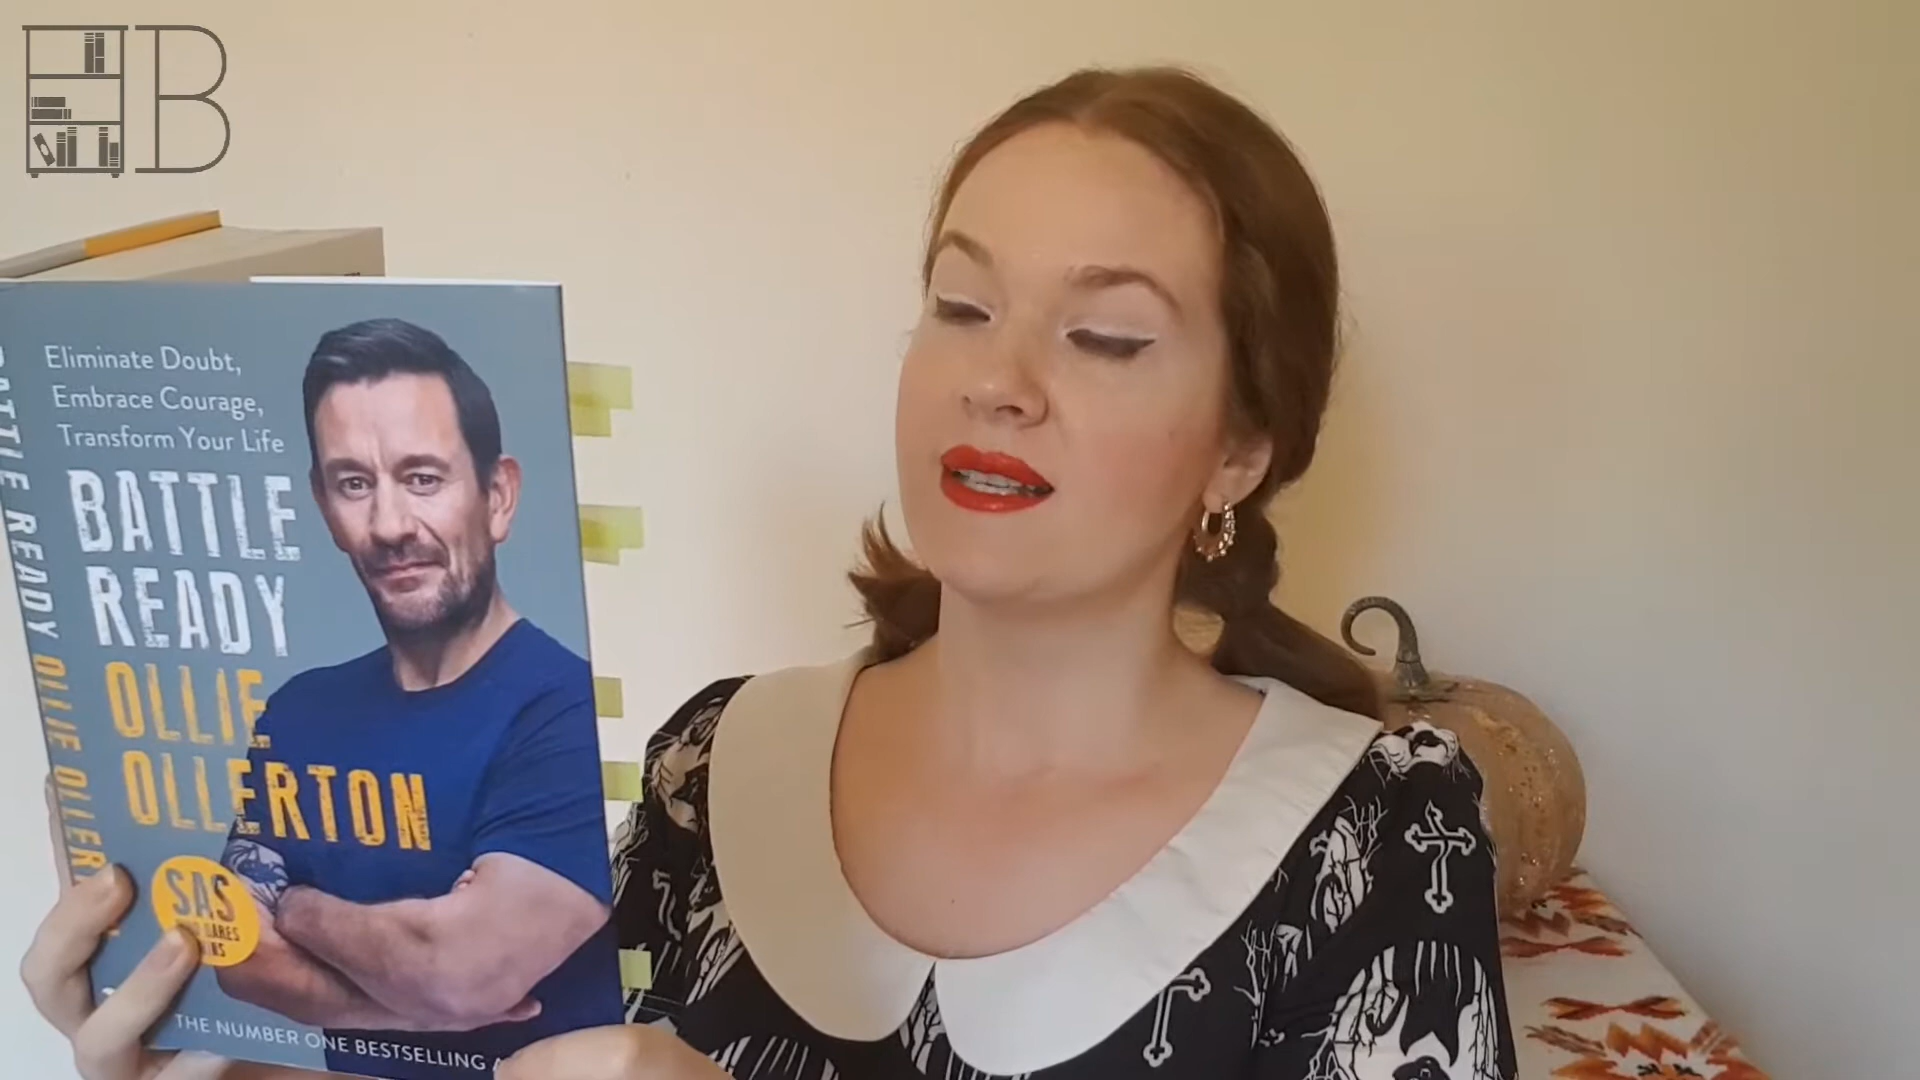 B
Eliminate Doubt,
Embrace Courage,
Transform Your Life
BATTLE
READY
OLLIE
OLLERTON
SAS
THE NUMBER ONE BESTSELLING
BATTLE READY OLLIE